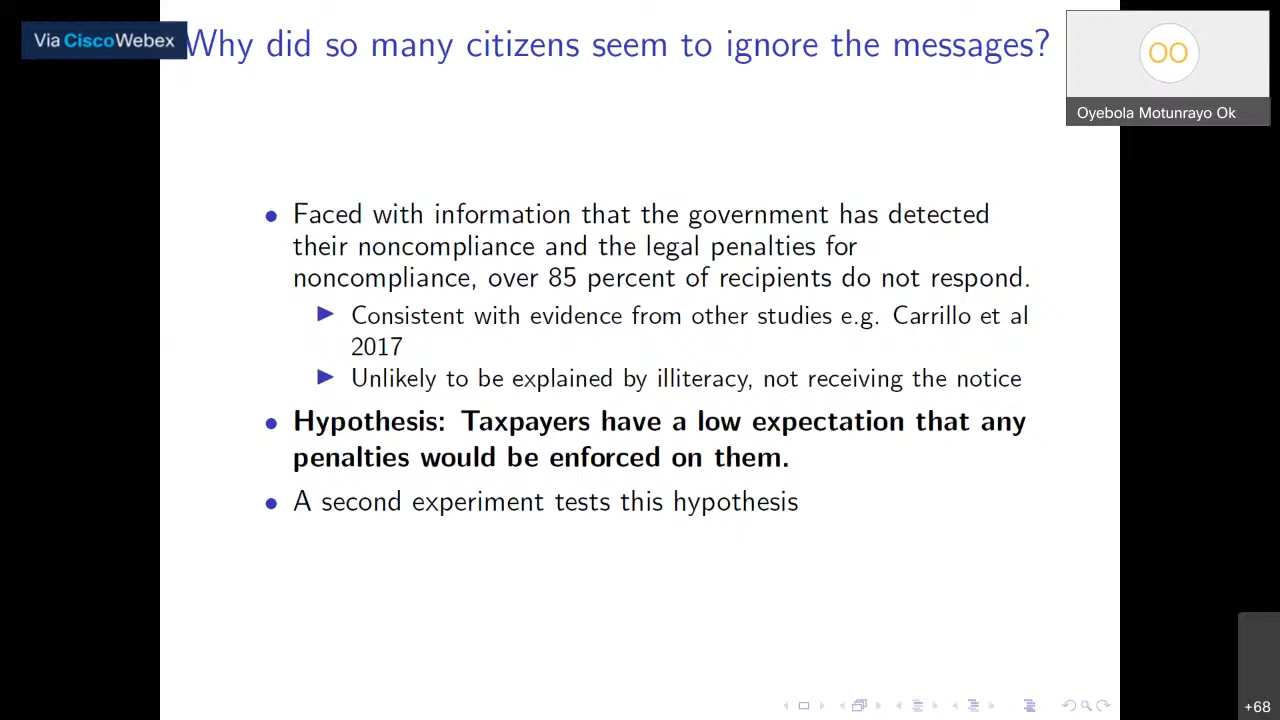 Via CiscoWebex
Why did so many citizens seem to ignore the messages?
OO
Oyebola Motunrayo Ok
• Faced with information that the government has detected
their noncompliance and the legal penalties for
noncompliance, over 85 percent of recipients do not respond.
▶ Consistent with evidence from other studies e.g. Carrillo et al
2017
▶ Unlikely to be explained by illiteracy, not receiving the notice
• Hypothesis: Taxpayers have a low expectation that any
penalties would be enforced on them.
• A second experiment tests this hypothesis
+68